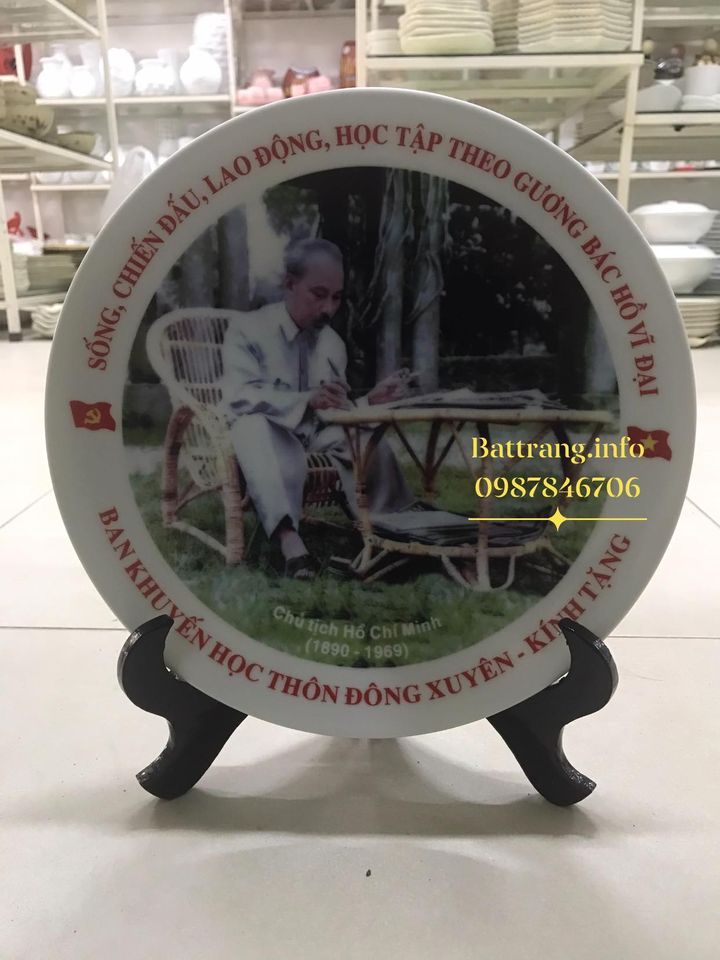 SỐNG, CHIẾN ĐẤU, LAO ĐỘNG, HỌC TẬP THEO GƯƠNG BÁC HỒ VĨ ĐẠI
Battrang.info
0987846706
Chủ tịch Hồ Chí Minh
(1890 - 1969)
BAN KHUYẾN HỌC THÔN ĐÔNG XUYÊN - KÍNH TẶNG